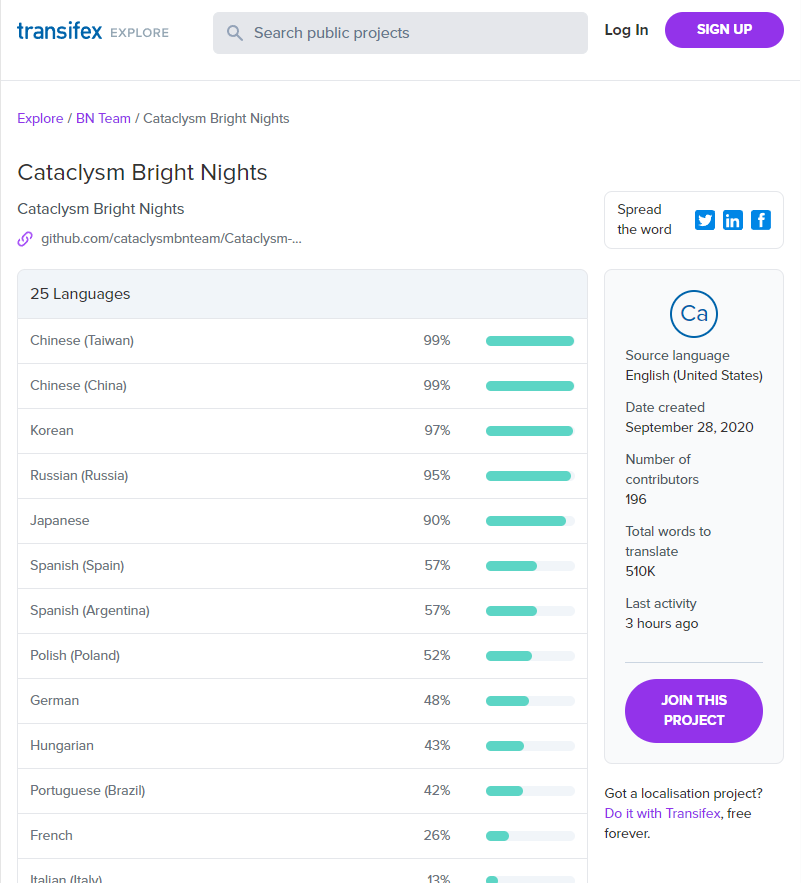 transifex EXPLORE
Search public projects
Log In
SIGN UP
Explore / BN Team / Cataclysm Bright Nights
Cataclysm Bright Nights
Cataclysm Bright Nights
github.com/cataclysmbnteam/Cataclysm-...
Spread
the word
25 Languages
Chinese (Taiwan) 99%
Chinese (China) 99%
Korean 97%
Russian (Russia) 95%
Japanese 90%
Spanish (Spain) 57%
Spanish (Argentina) 57%
Polish (Poland) 52%
German 48%
Hungarian 43%
Portuguese (Brazil) 42%
French 26%
Italian (Italy) 13%
Ca
Source language
English (United States)
Date created
September 28, 2020
Number of
contributors
196
Total words to
translate
510K
Last activity
3 hours ago
JOIN THIS
PROJECT
Got a localisation project?
Do it with Transifex, free
forever.